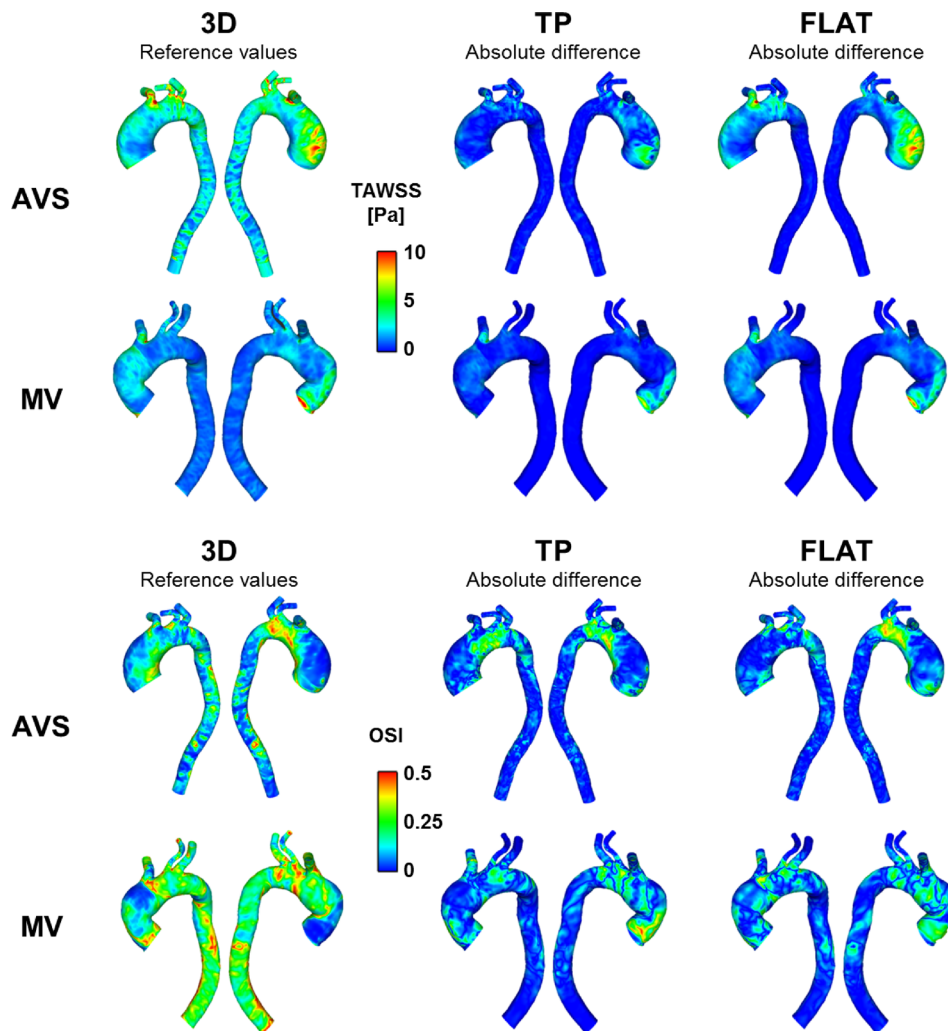 3D TP FLAT
Reference values Absolute difference Absolute difference
AVS
TAWSS
[Pa]
10
5
0
MV
3D TP FLAT
Reference values Absolute difference Absolute difference
AVS
OSI
0.5
0.25
0
MV